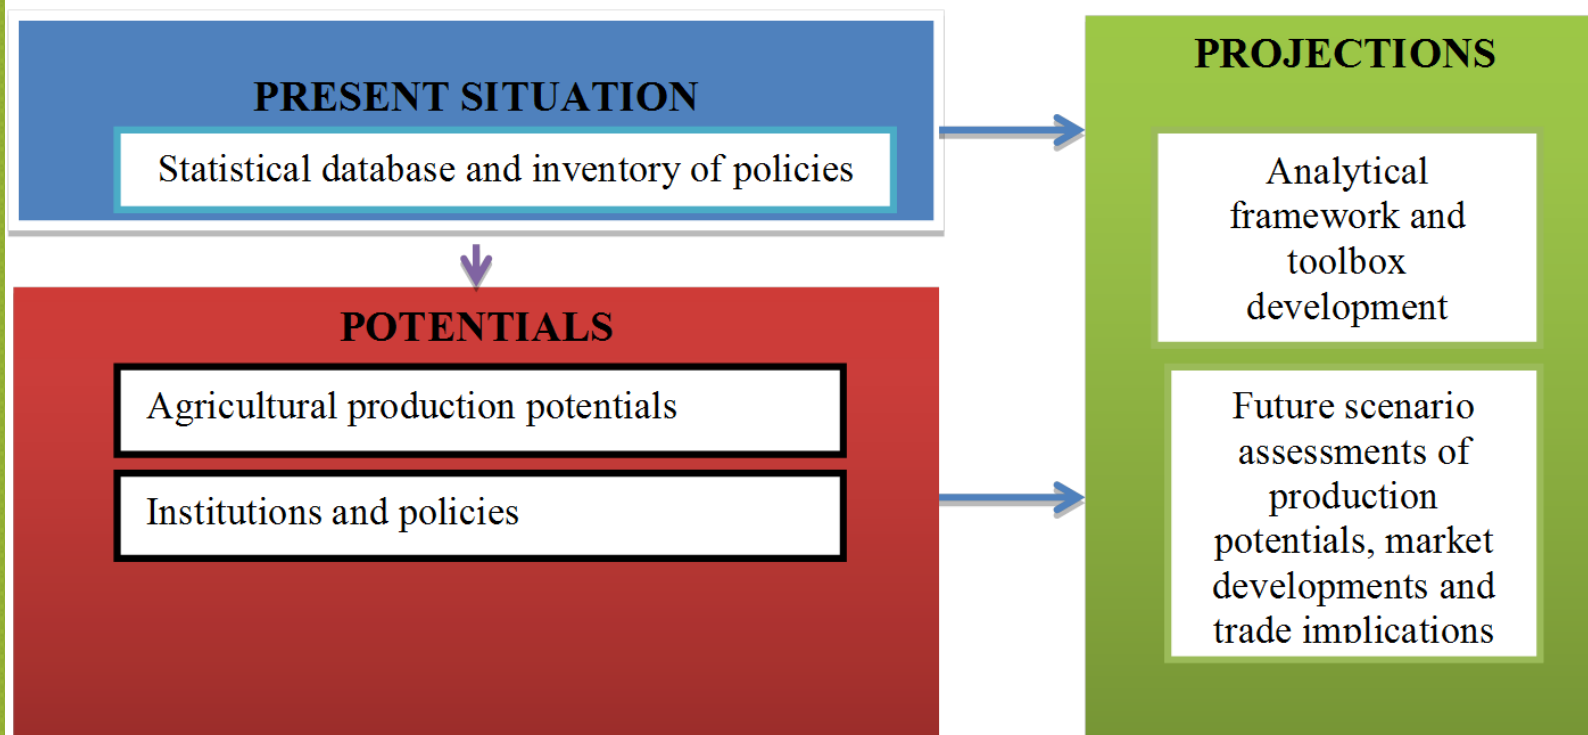 PRESENT SITUATION
Statistical database and inventory of policies
POTENTIALS
Agricultural production potentials
Institutions and policies
PROJECTIONS
Analytical
framework and
toolbox
development
Future scenario
assessments of
production
potentials, market
developments and
trade implications